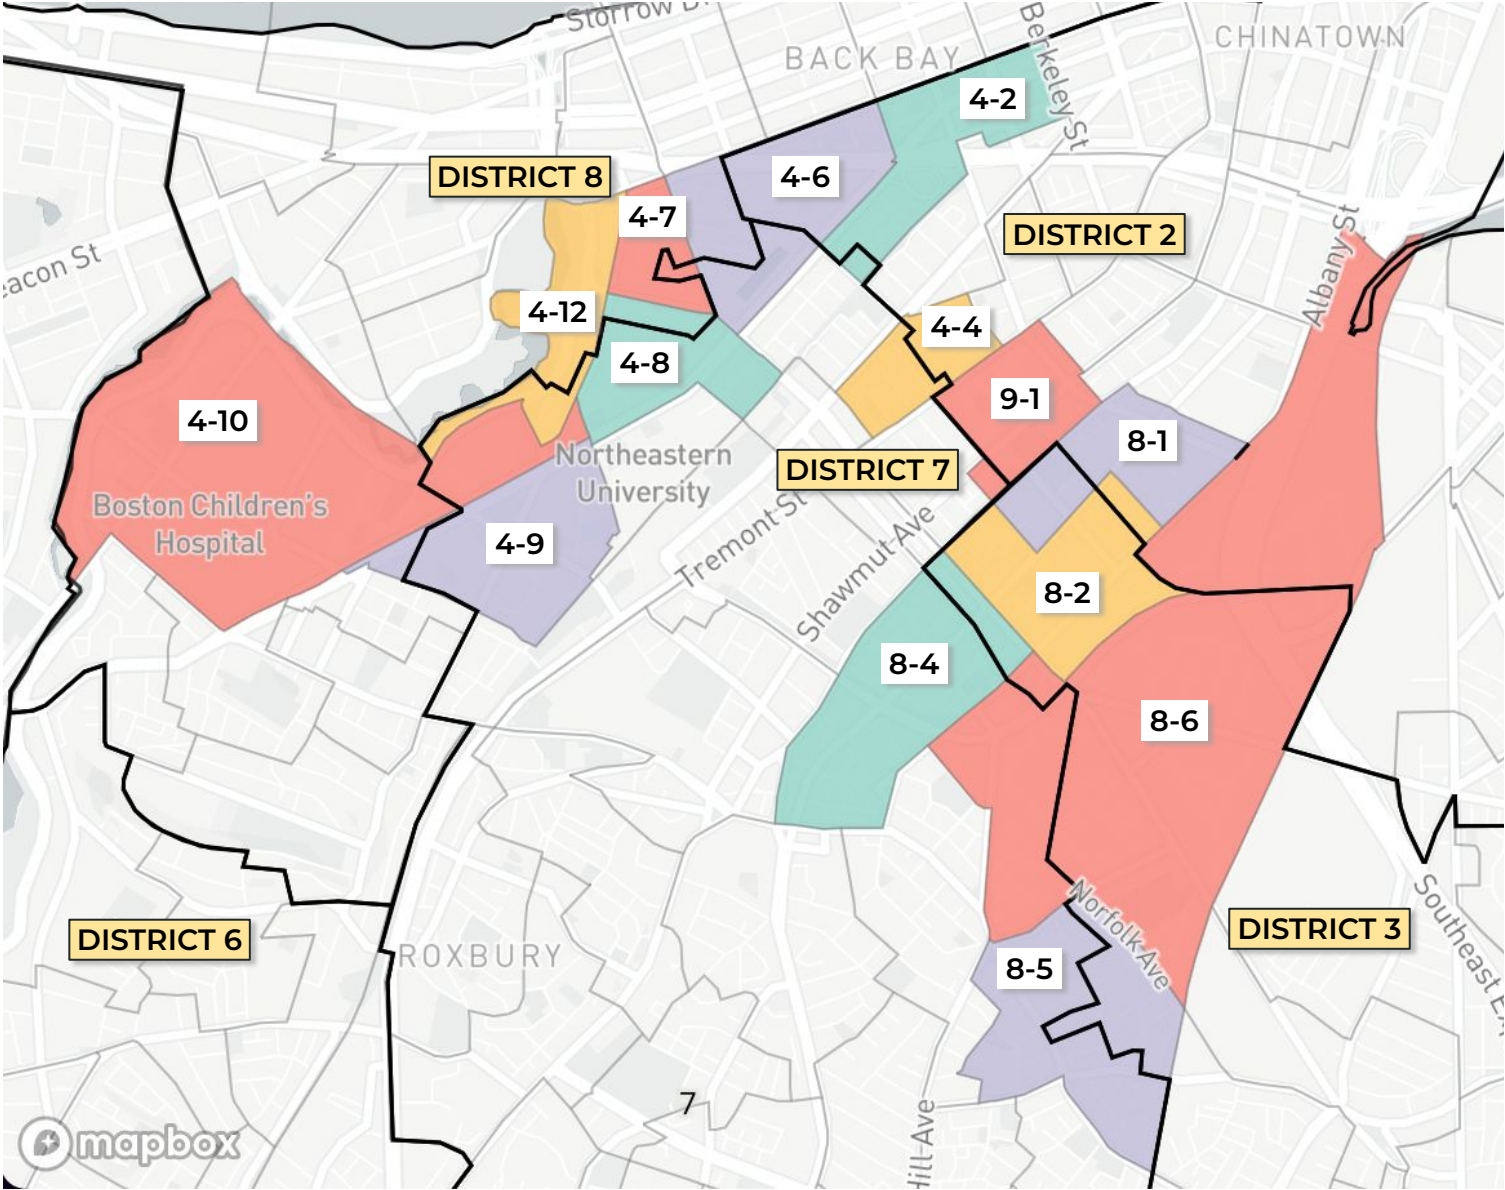 Storrow D
Berkeley St
CHINATOWN
BACK BAY
4-2
DISTRICT 8
4-6
4-7
DISTRICT 2
eacon St
Albany St
4-12
4-4
4-8
9-1
4-10
8-1
Northeastern
University
DISTRICT 7
Boston Children's
Hospital
Tremont St
Shawmut Ave
4-9
8-2
8-4
8-6
Norfolk Ave
Southeast Ex
DISTRICT 6
DISTRICT 3
ROXBURY
8-5
7
Hill Ave
mapbox